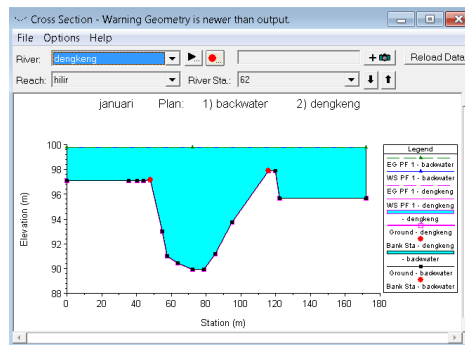 Cross Section - Warning Geometry is newer than output.
File Options Help
River: dengkeng Reload Data
Reach: hilir River Sta.: 62
januari Plan: 1) backwater 2) dengkeng
Legend
EG PF 1 - backwater
WS PF 1 - backwater
EG PF 1 - dengkeng
WS PF 1 - dengkeng
- dengkeng
Ground - dengkeng
Bank Sta - dengkeng
- backwater
Ground - backwater
Bank Sta - backwater
Elevation (m)
100
98
96
94
92
90
88
0 20 40 60 80 100 120 140 160 180
Station (m)